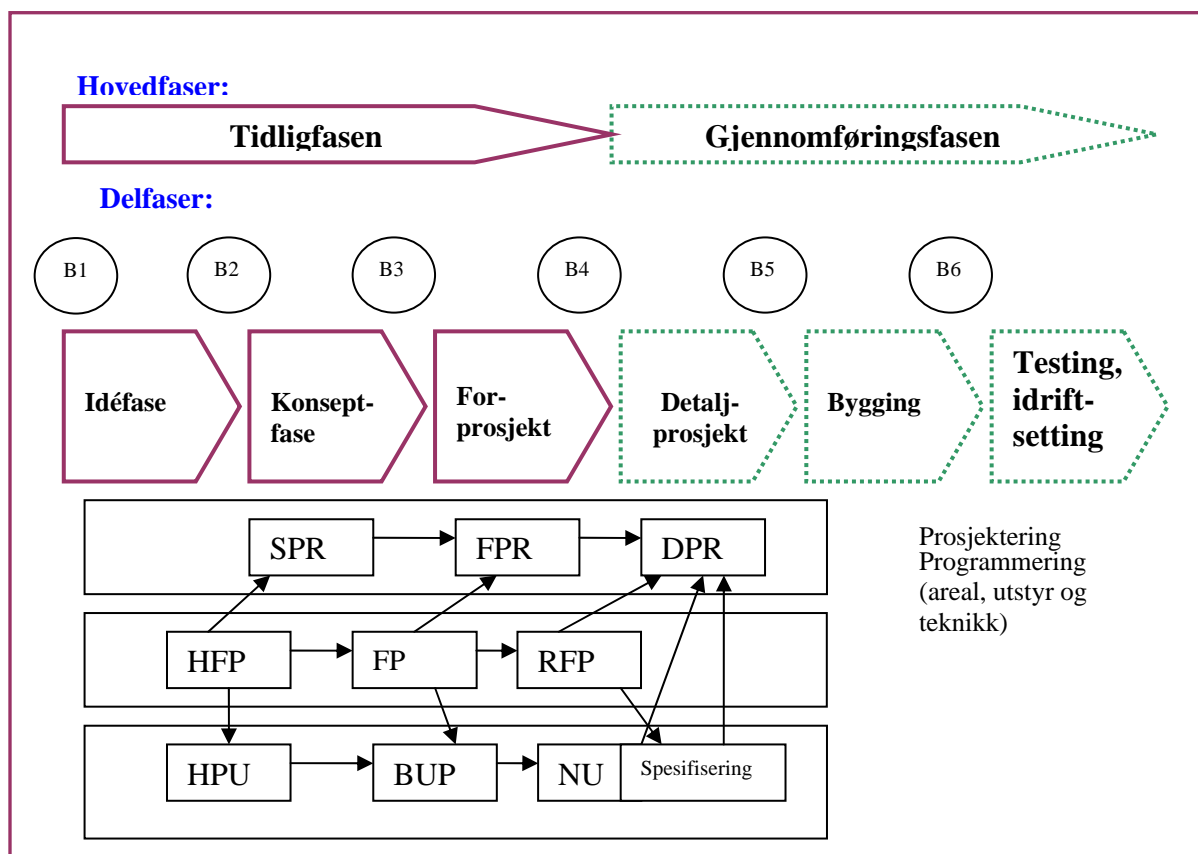 Hovedfaser:
Tidligfasen
Gjennomføringsfasen
Delfaser:
B1
B2
B3
B4
B5
B6
Idéfase
Konsept-
fase
For-
prosjekt
Detalj-
prosjekt
Bygging
Testing,
idrift-
setting
SPR
FPR
DPR
Prosjektering
Programmering
(areal, utstyr og
teknikk)
HFP
FP
RFP
HPU
BUP
NU
Spesifisering